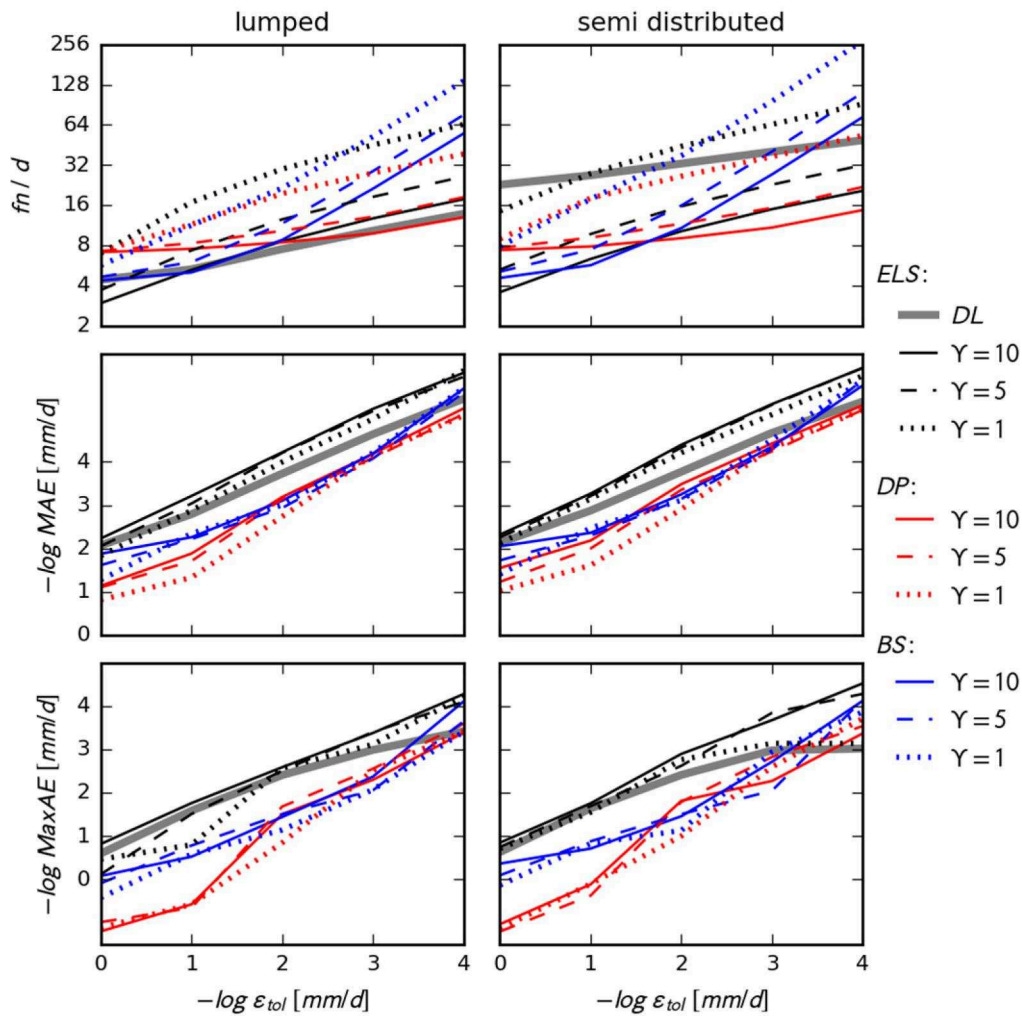 lumped
semi distributed
256
128
64
32
16
8
4
2
fn / d
4
3
2
1
0
−log MAE [mm/d]
4
3
2
1
0
−log MaxAE [mm/d]
0 1 2 3 4
0 1 2 3 4
−log ε_tol [mm/d]
−log ε_tol [mm/d]
ELS:
DL
ϒ = 10
ϒ = 5
ϒ = 1
DP:
ϒ = 10
ϒ = 5
ϒ = 1
BS:
ϒ = 10
ϒ = 5
ϒ = 1